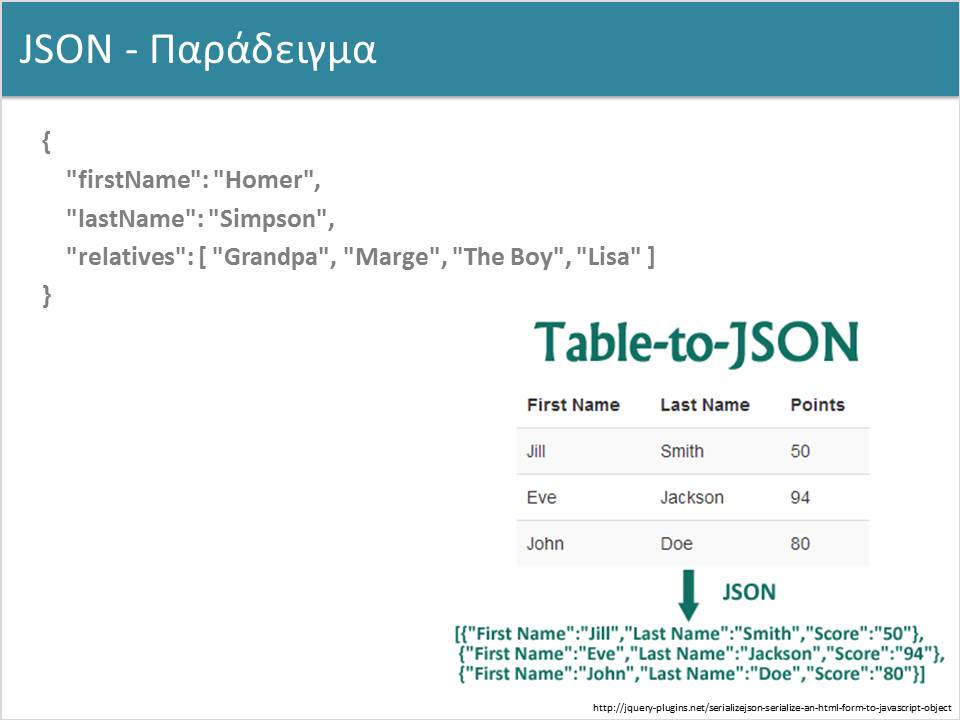 JSON - Παράδειγμα
{
"firstName": "Homer",
"lastName": "Simpson",
"relatives": [ "Grandpa", "Marge", "The Boy", "Lisa" ]
}
Table-to-JSON
First Name Last Name Points
Jill Smith 50
Eve Jackson 94
John Doe 80
JSON
[{"First Name":"Jill","Last Name":"Smith","Score":"50"},
{"First Name":"Eve","Last Name":"Jackson","Score":"94"},
{"First Name":"John","Last Name":"Doe","Score":"80"}]
http://jquery-plugins.net/serializejson-serialize-an-html-form-to-javascript-object